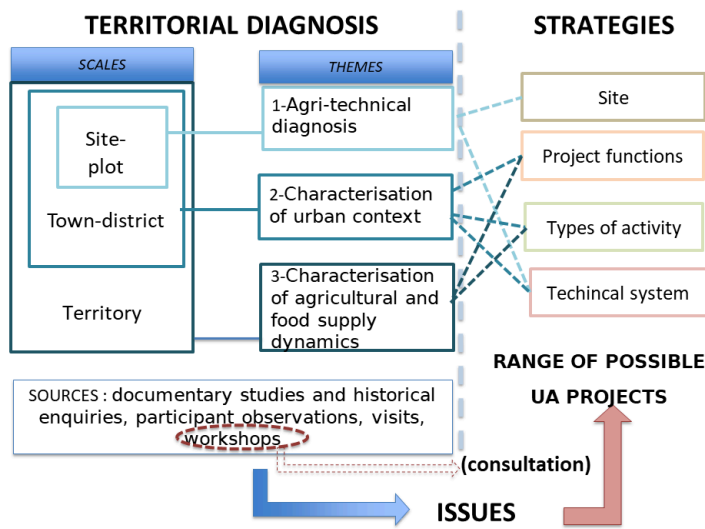 TERRITORIAL DIAGNOSIS
STRATEGIES
SCALES
THEMES
Site-
plot
Town-district
Territory
1-Agri-technical
diagnosis
2-Characterisation
of urban context
3-Characterisation
of agricultural and
food supply
dynamics
Site
Project functions
Types of activity
Techincal system
RANGE OF POSSIBLE
UA PROJECTS
SOURCES : documentary studies and historical
enquiries, participant observations, visits,
workshops
(consultation)
ISSUES